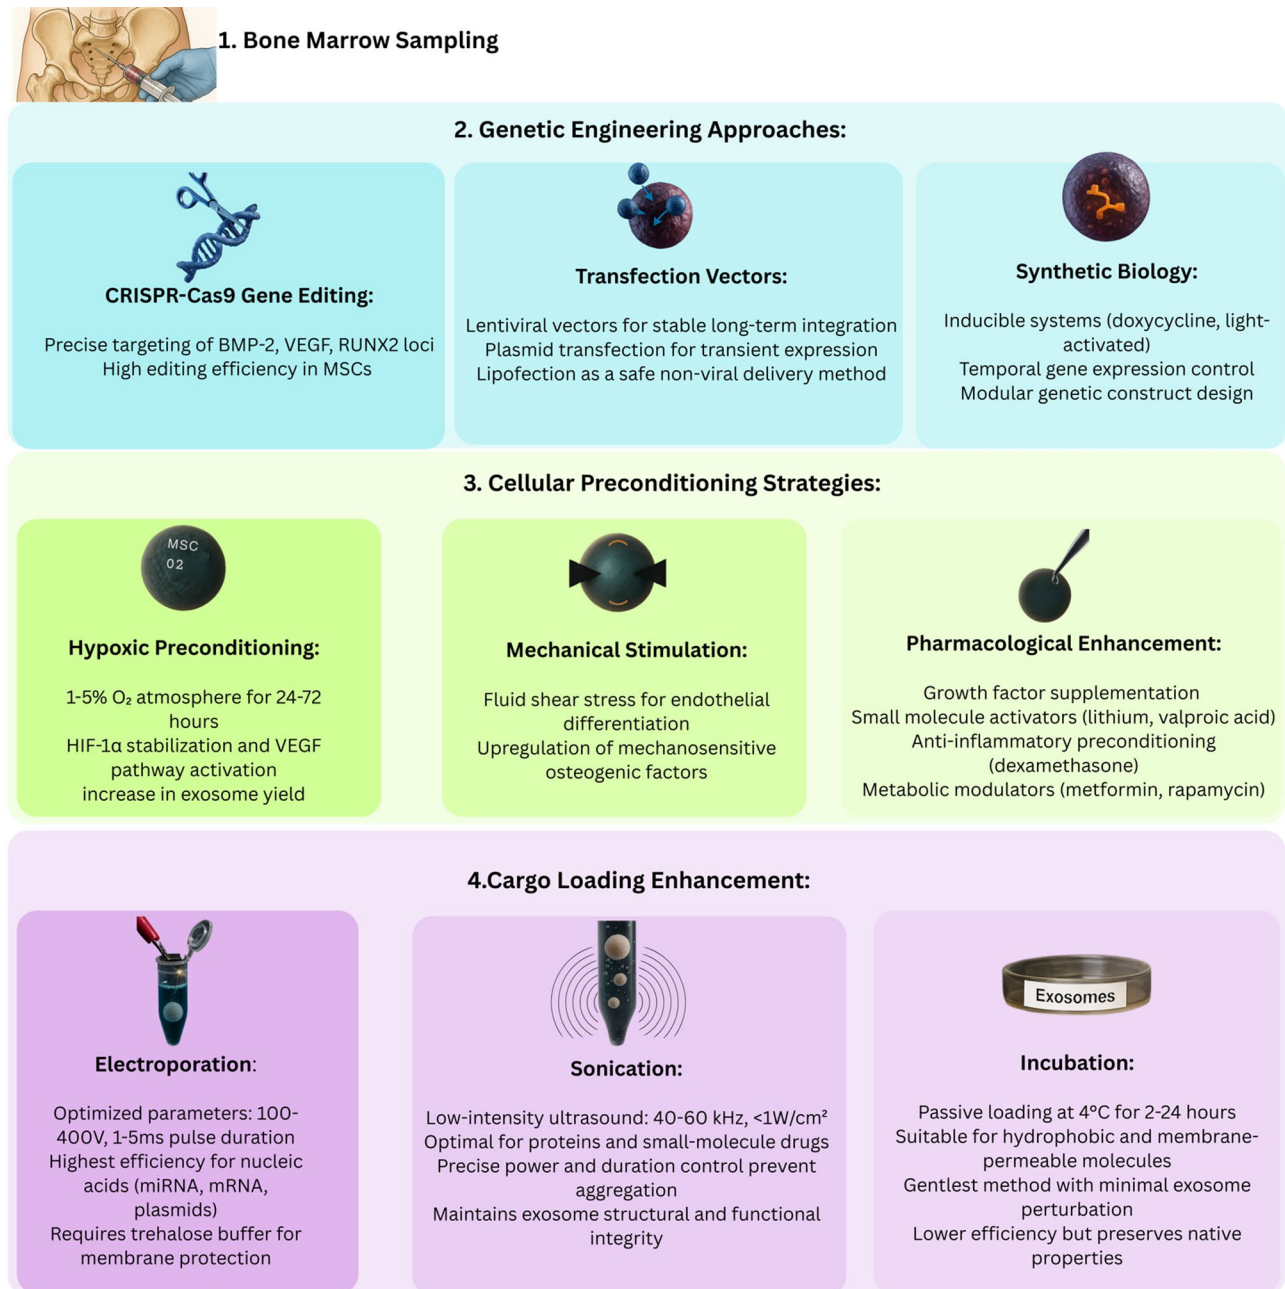 1. Bone Marrow Sampling
2. Genetic Engineering Approaches:
CRISPR-Cas9 Gene Editing:
Precise targeting of BMP-2, VEGF, RUNX2 loci
High editing efficiency in MSCs
Transfection Vectors:
Lentiviral vectors for stable long-term integration
Plasmid transfection for transient expression
Lipofection as a safe non-viral delivery method
Synthetic Biology:
Inducible systems (doxycycline, light-
activated)
Temporal gene expression control
Modular genetic construct design
3. Cellular Preconditioning Strategies:
MSC
02
Hypoxic Preconditioning:
1-5% O₂ atmosphere for 24-72
hours
HIF-1α stabilization and VEGF
pathway activation
increase in exosome yield
Mechanical Stimulation:
Fluid shear stress for endothelial
differentiation
Upregulation of mechanosensitive
osteogenic factors
Pharmacological Enhancement:
Growth factor supplementation
Small molecule activators (lithium, valproic acid)
Anti-inflammatory preconditioning
(dexamethasone)
Metabolic modulators (metformin, rapamycin)
4.Cargo Loading Enhancement:
Electroporation:
Optimized parameters: 100-
400V, 1-5ms pulse duration
Highest efficiency for nucleic
acids (miRNA, mRNA,
plasmids)
Requires trehalose buffer for
membrane protection
Sonication:
Low-intensity ultrasound: 40-60 kHz, <1W/cm²
Optimal for proteins and small-molecule drugs
Precise power and duration control prevent
aggregation
Maintains exosome structural and functional
integrity
Exosomes
Incubation:
Passive loading at 4°C for 2-24 hours
Suitable for hydrophobic and membrane-
permeable molecules
Gentlest method with minimal exosome
perturbation
Lower efficiency but preserves native
properties